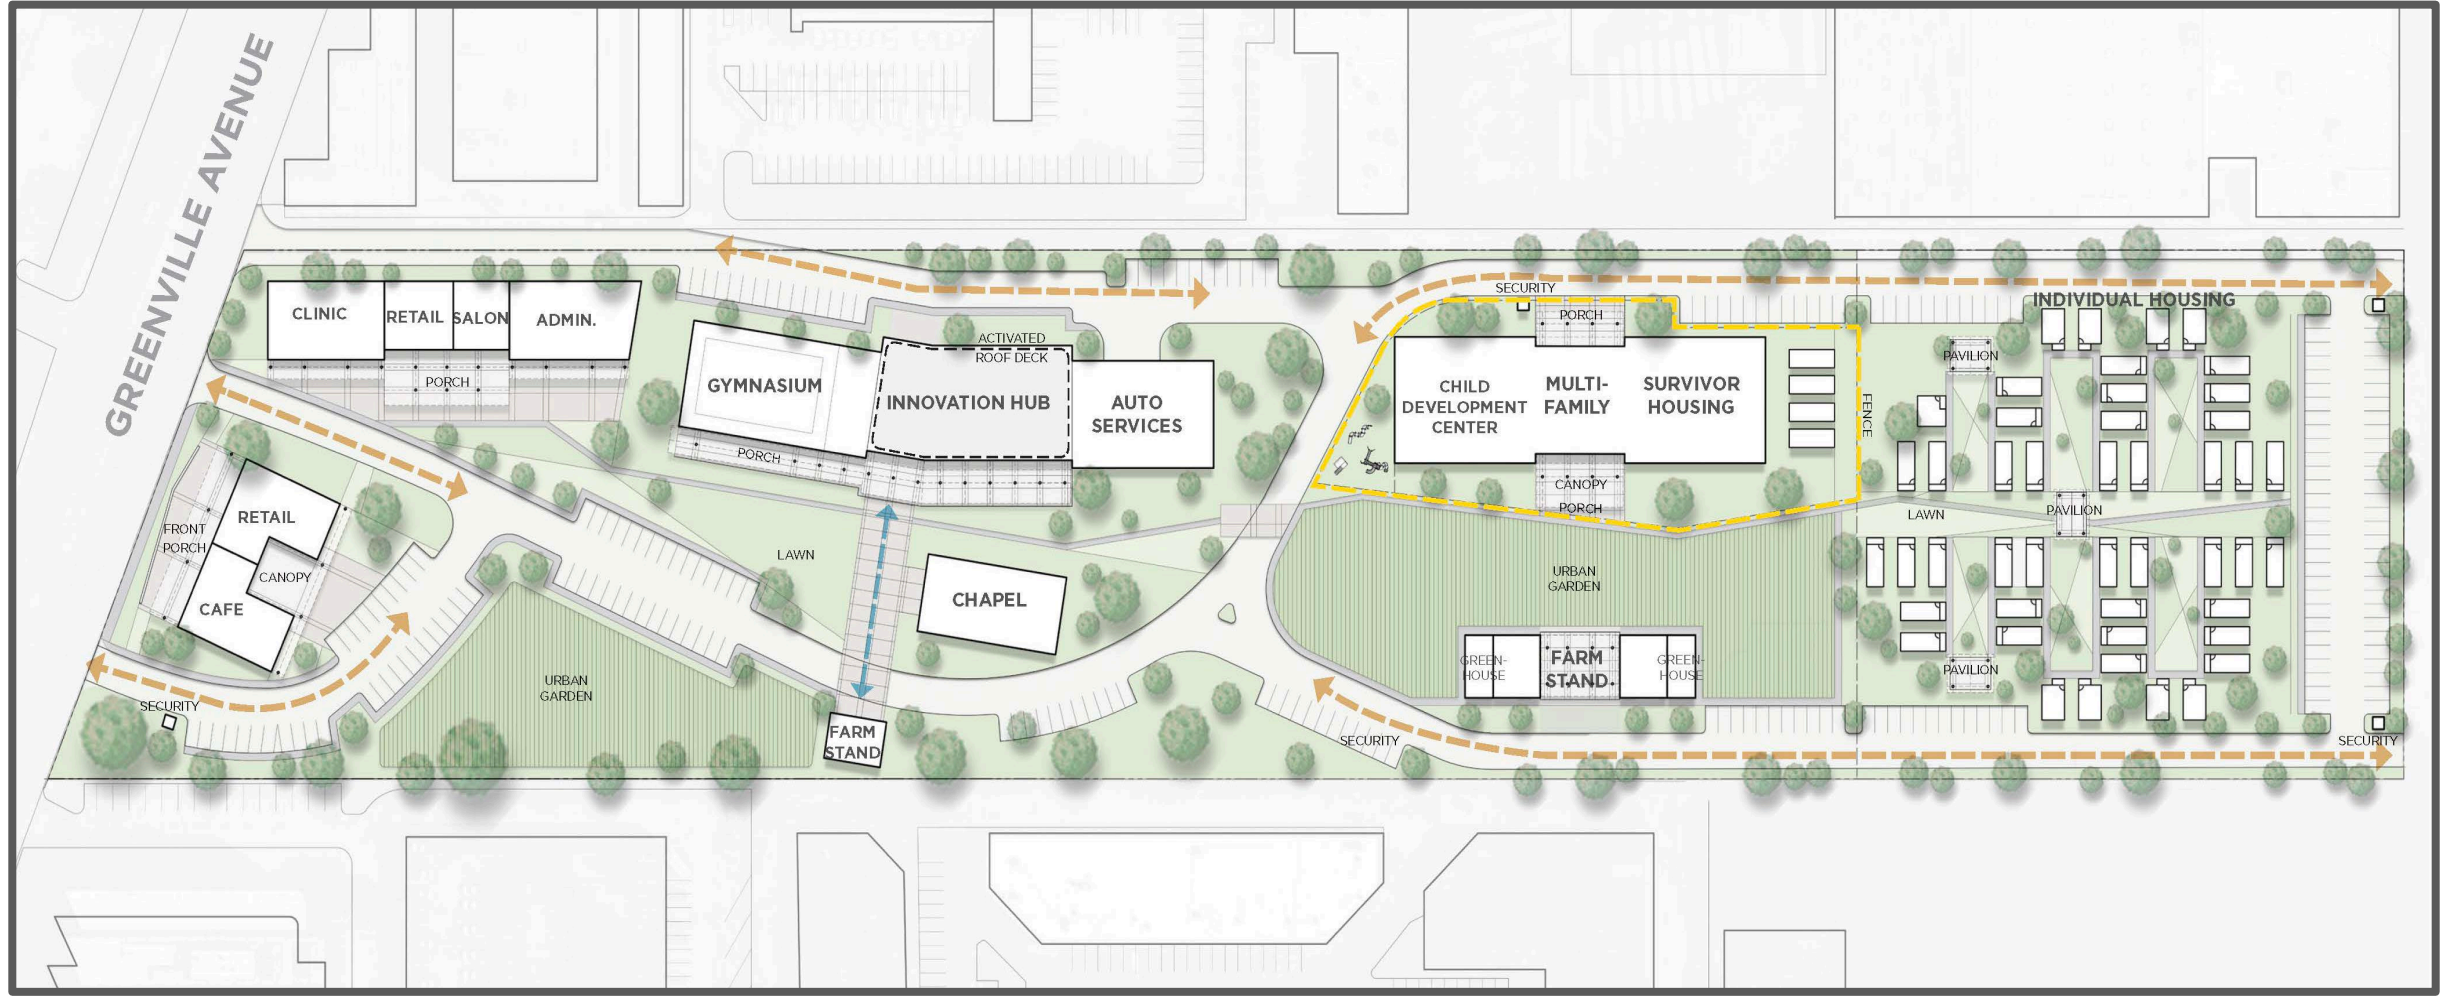 GREENVILLE AVENUE
CLINIC
RETAIL
SALON
ADMIN.
PORCH
RETAIL
FRONT
PORCH
CANOPY
CAFE
SECURITY
URBAN
GARDEN
GYMNASIUM
PORCH
ACTIVATED
ROOF DECK
INNOVATION HUB
AUTO
SERVICES
LAWN
CHAPEL
FARM
STAND
SECURITY
PORCH
CHILD
DEVELOPMENT
CENTER
MULTI-
FAMILY
SURVIVOR
HOUSING
CANOPY
PORCH
FENCE
URBAN
GARDEN
GREEN-
HOUSE
FARM
STAND
GREEN-
HOUSE
SECURITY
INDIVIDUAL HOUSING
PAVILION
LAWN
PAVILION
PAVILION
SECURITY